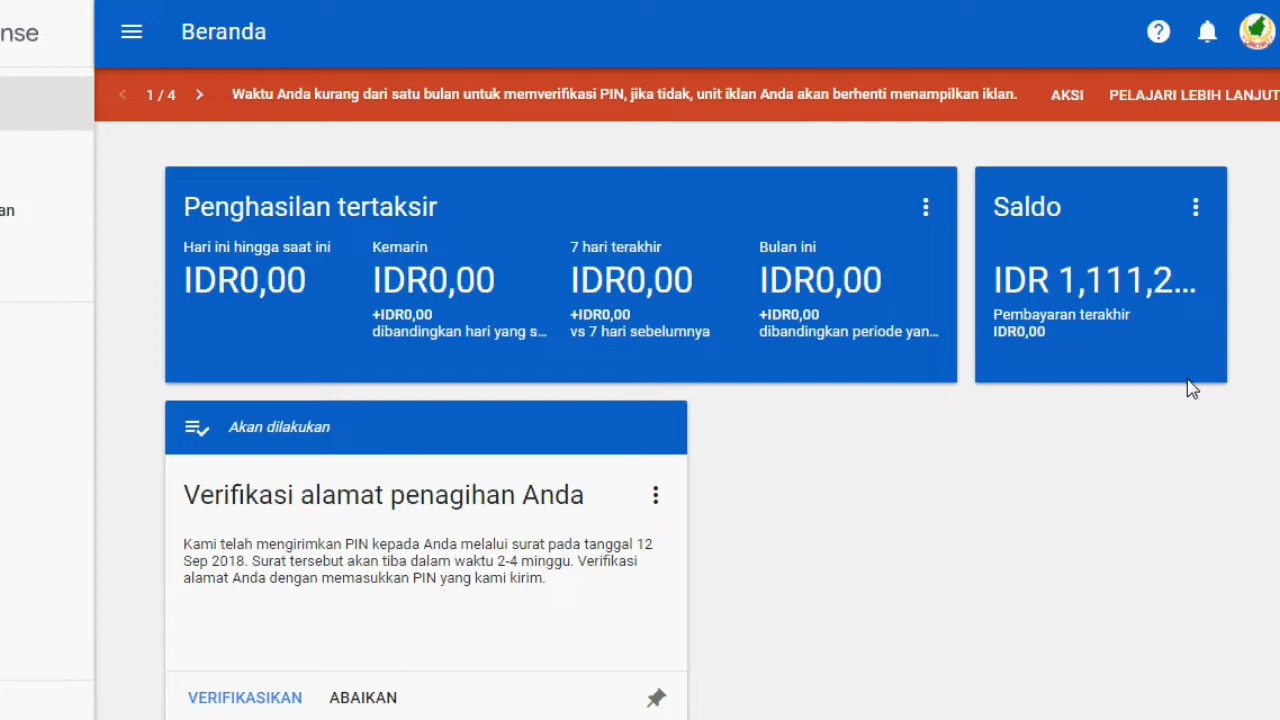 nse
Beranda
?
1 / 4
Waktu Anda kurang dari satu bulan untuk memverifikasi PIN, jika tidak, unit iklan Anda akan berhenti menampilkan iklan.
AKSI
PELAJARI LEBIH LANJUT
an
Penghasilan tertaksir
Hari ini hingga saat ini
IDR0,00
Kemarin
IDR0,00
+IDR0,00
dibandingkan hari yang s...
7 hari terakhir
IDR0,00
+IDR0,00
vs 7 hari sebelumnya
Bulan ini
IDR0,00
+IDR0,00
dibandingkan periode yan...
Saldo
IDR 1,111,2...
Pembayaran terakhir
IDR0,00
Akan dilakukan
Verifikasi alamat penagihan Anda
Kami telah mengirimkan PIN kepada Anda melalui surat pada tanggal 12
Sep 2018. Surat tersebut akan tiba dalam waktu 2-4 minggu. Verifikasi
alamat Anda dengan memasukkan PIN yang kami kirim.
VERIFIKASIKAN
ABAIKAN